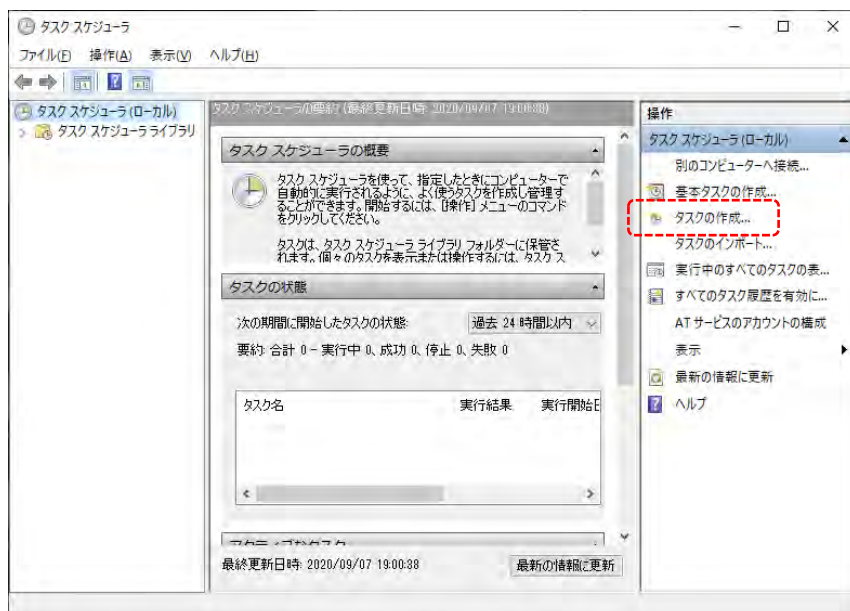 タスク スケジューラ
ファイル(F) 操作(A) 表示(V) ヘルプ(H)
タスク スケジューラ (ローカル)
タスク スケジューラ ライブラリ
タスク スケジューラの要約 (最終更新日時: 2020/09/07 19:00:38)
タスク スケジューラの概要
タスク スケジューラを使って、指定したときにコンピューターで
自動的に実行されるように、よく使うタスクを作成し管理す
ることができます。開始するには、[操作] メニューのコマンド
をクリックしてください。
タスクは、タスク スケジューラ ライブラリ フォルダーに保管さ
れます。個々のタスクを表示または操作するには、タスク ス
タスクの状態
次の期間に開始したタスクの状態:
過去 24 時間以内
要約: 合計 0 - 実行中 0、成功 0、停止 0、失敗 0
タスク名 実行結果 実行開始日
アクティブなタスク
最終更新日時: 2020/09/07 19:00:38
最新の情報に更新
操作
タスク スケジューラ (ローカル)
別のコンピューターへ接続...
基本タスクの作成...
タスクの作成...
タスクのインポート...
実行中のすべてのタスクの表...
すべてのタスク履歴を有効に...
AT サービスのアカウントの構成
表示
最新の情報に更新
ヘルプ